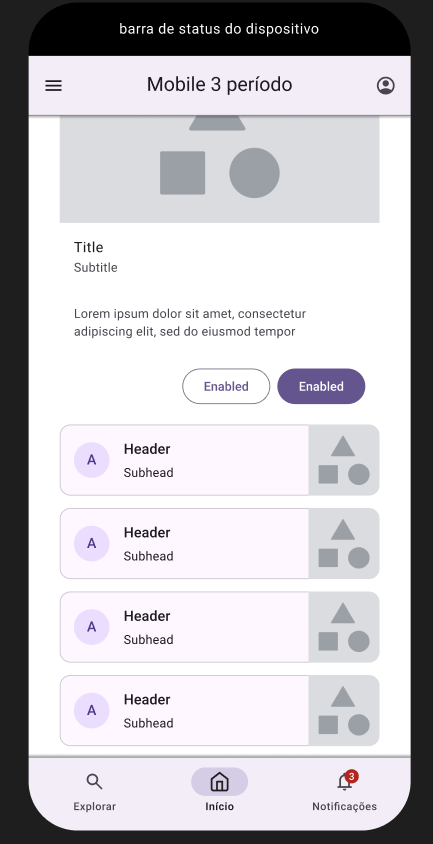 barra de status do dispositivo
Mobile 3 período
Title
Subtitle
Lorem ipsum dolor sit amet, consectetur
adipiscing elit, sed do eiusmod tempor
Enabled
Enabled
A
Header
Subhead
A
Header
Subhead
A
Header
Subhead
A
Header
Subhead
3
Explorar
Início
Notificações